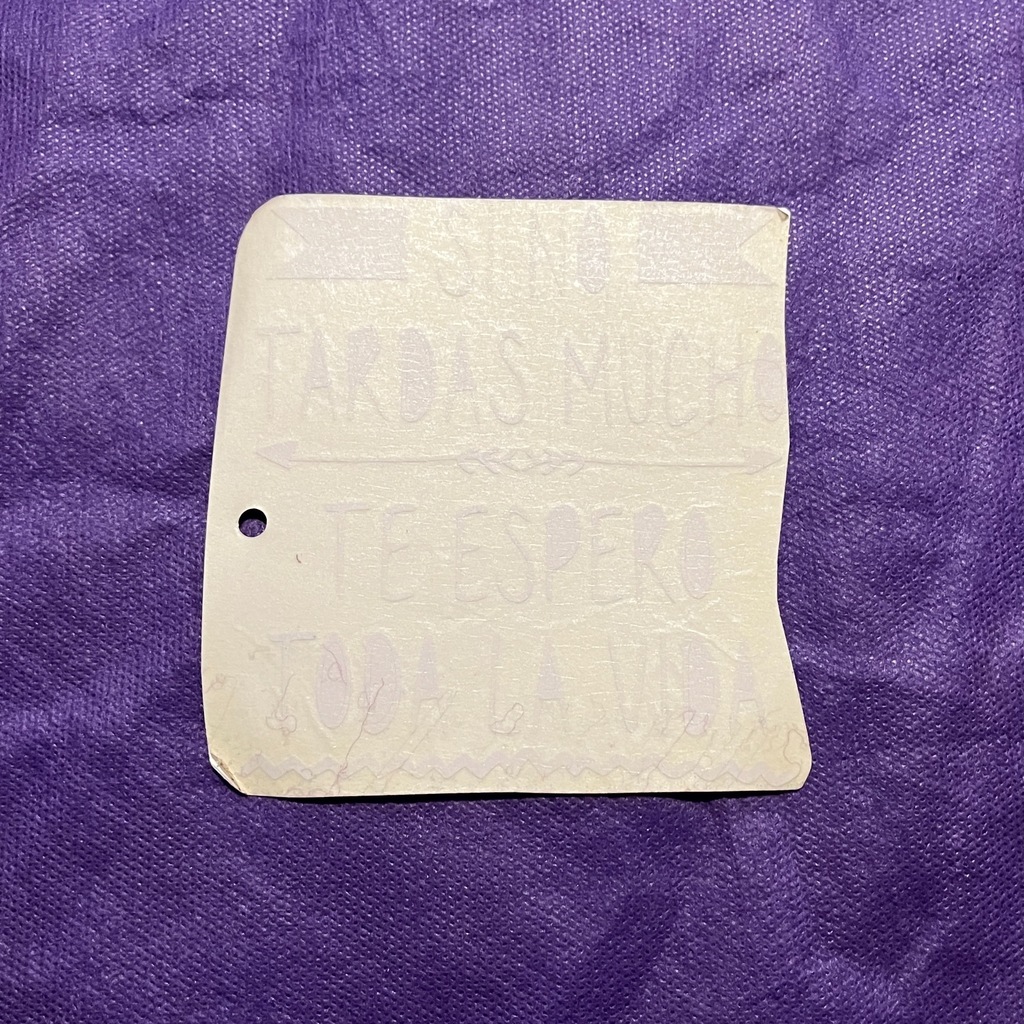 SI NO
TARDAS MUCHO
TE ESPERO
TODA LA VIDA